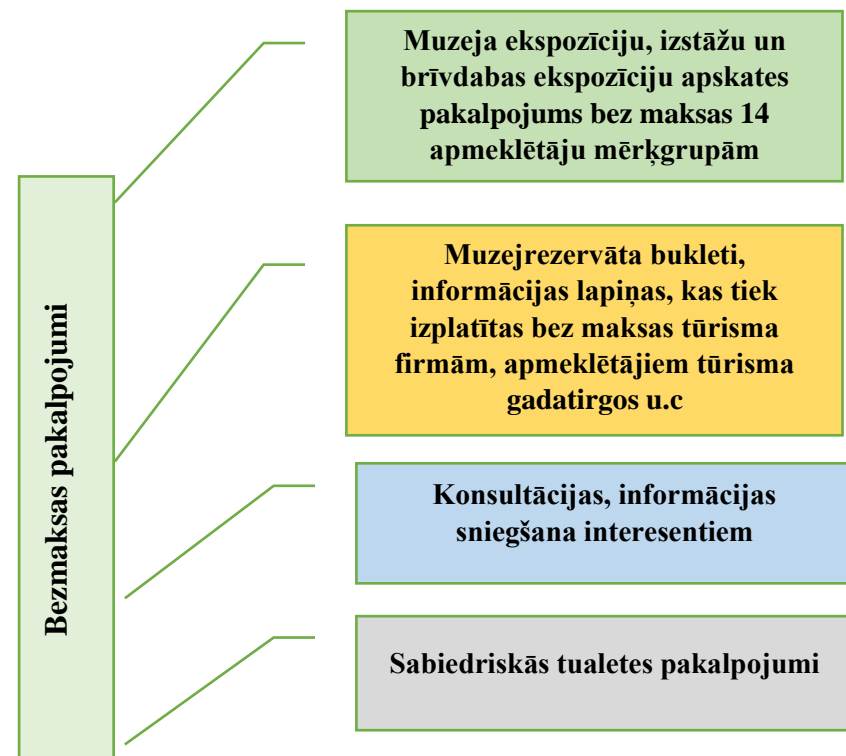 Bezmaksas pakalpojumi
Muzeja ekspozīciju, izstāžu un
brīvdabas ekspozīciju apskates
pakalpojums bez maksas 14
apmeklētāju mērķgrupām
Muzejrezervāta bukleti,
informācijas lapiņas, kas tiek
izplatītas bez maksas tūrisma
firmām, apmeklētājiem tūrisma
gadatirgos u.c
Konsultācijas, informācijas
sniegšana interesentiem
Sabiedriskās tualetes pakalpojumi